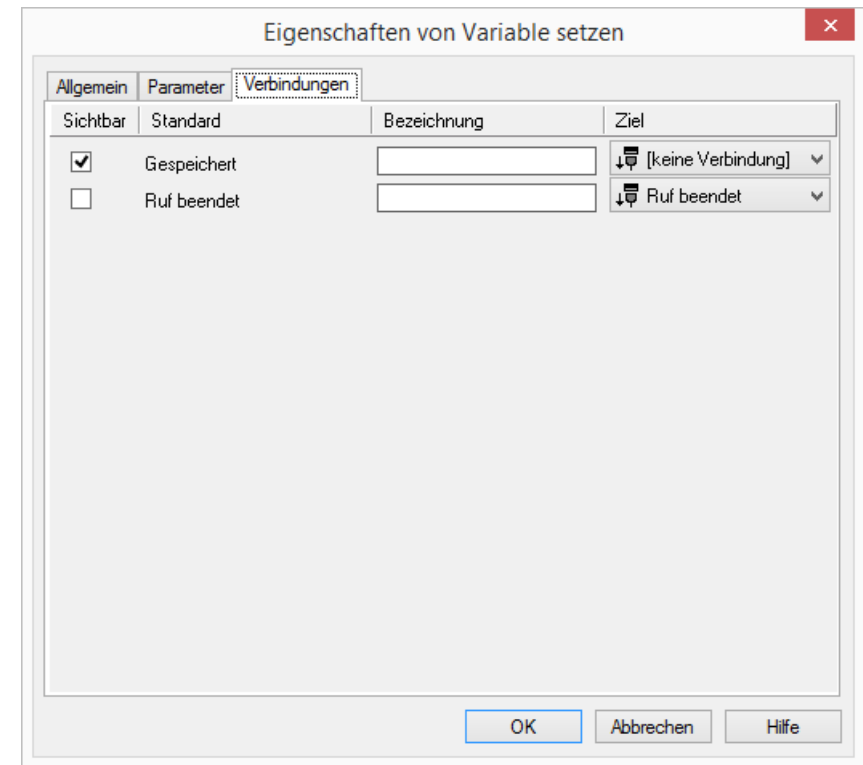 Eigenschaften von Variable setzen
Allgemein Parameter Verbindungen
Sichtbar Standard Bezeichnung Ziel
Gespeichert [keine Verbindung]
Ruf beendet Ruf beendet
OK Abbrechen Hilfe